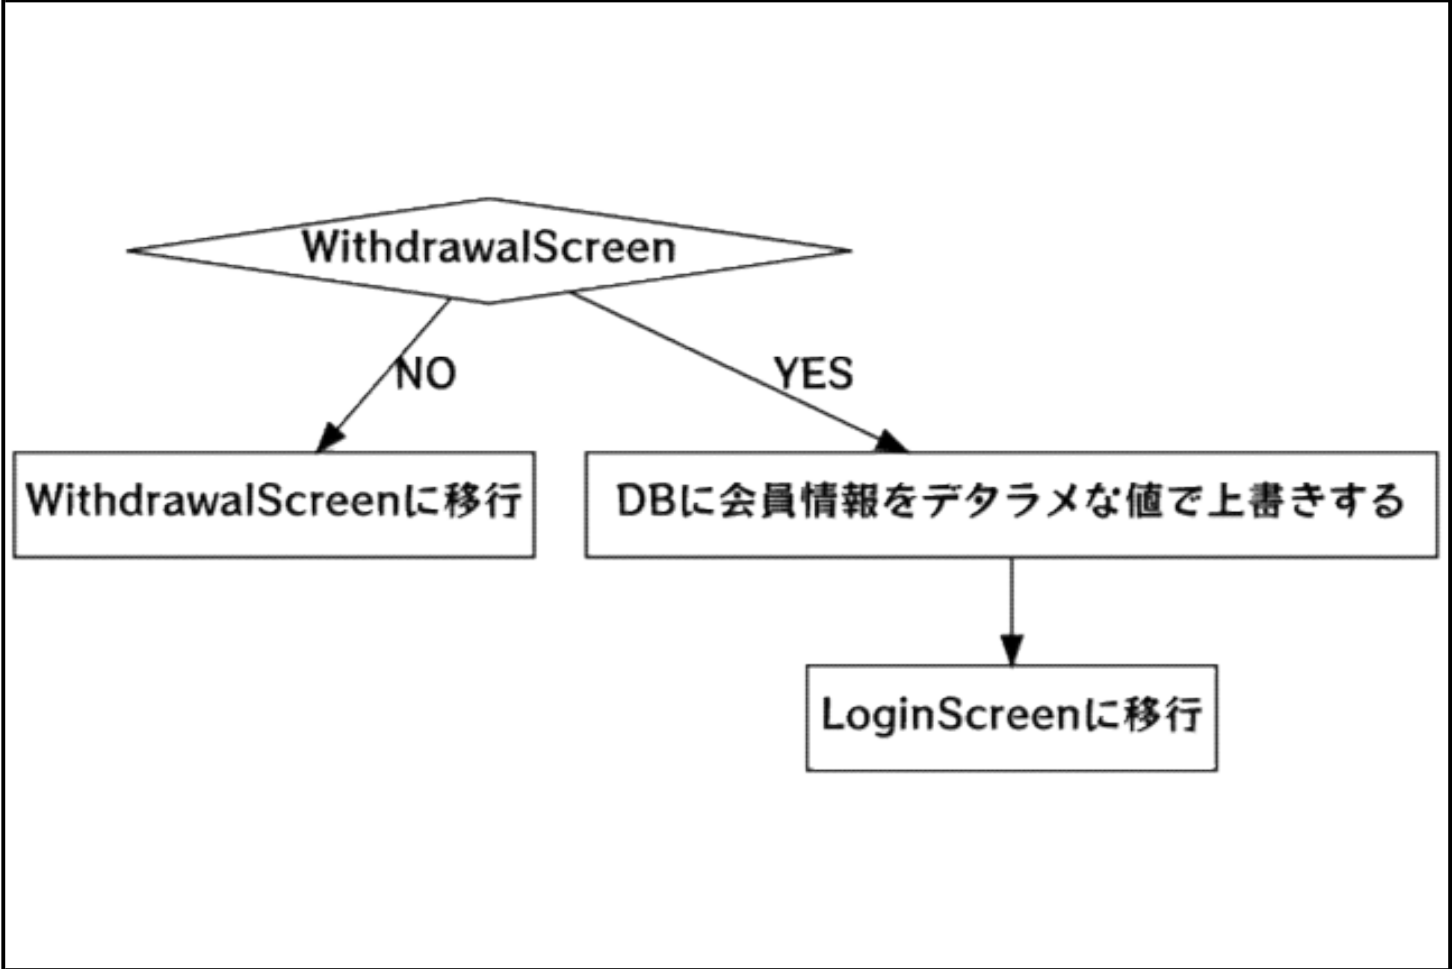 WithdrawalScreen
NO
YES
WithdrawalScreenに移行
DBに会員情報をデタラメな値で上書きする
LoginScreenに移行